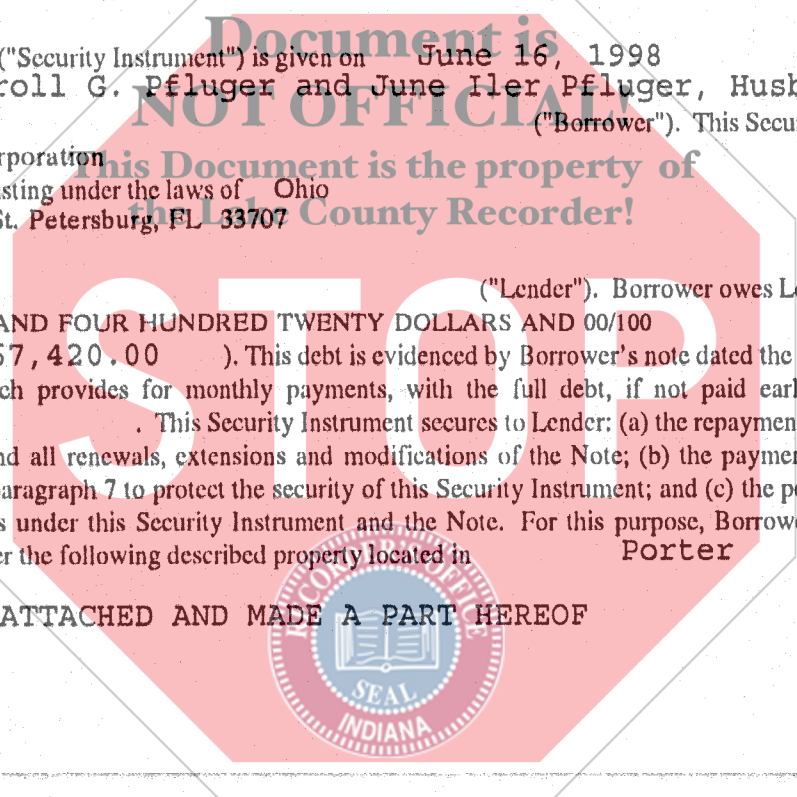 Document is
("Security Instrument") is given on June 16, 1998
roll G. Pfluger and June Iler Pfluger, Husb
NOT OFFICIAL!
("Borrower"). This Secu
rporation
This Document is the property of
sting under the laws of Ohio
the Lake County Recorder!
St. Petersburg, FL 33707
("Lender"). Borrower owes Le
AND FOUR HUNDRED TWENTY DOLLARS AND 00/100
57,420.00 ). This debt is evidenced by Borrower's note dated the
ch provides for monthly payments, with the full debt, if not paid earl
. This Security Instrument secures to Lender: (a) the repaymen
nd all renewals, extensions and modifications of the Note; (b) the paymen
paragraph 7 to protect the security of this Security Instrument; and (c) the pe
s under this Security Instrument and the Note. For this purpose, Borrowe
er the following described property located in Porter
STOP
ATTACHED AND MADE A PART HEREOF
RECORDER'S OFFICE
SEAL
INDIANA